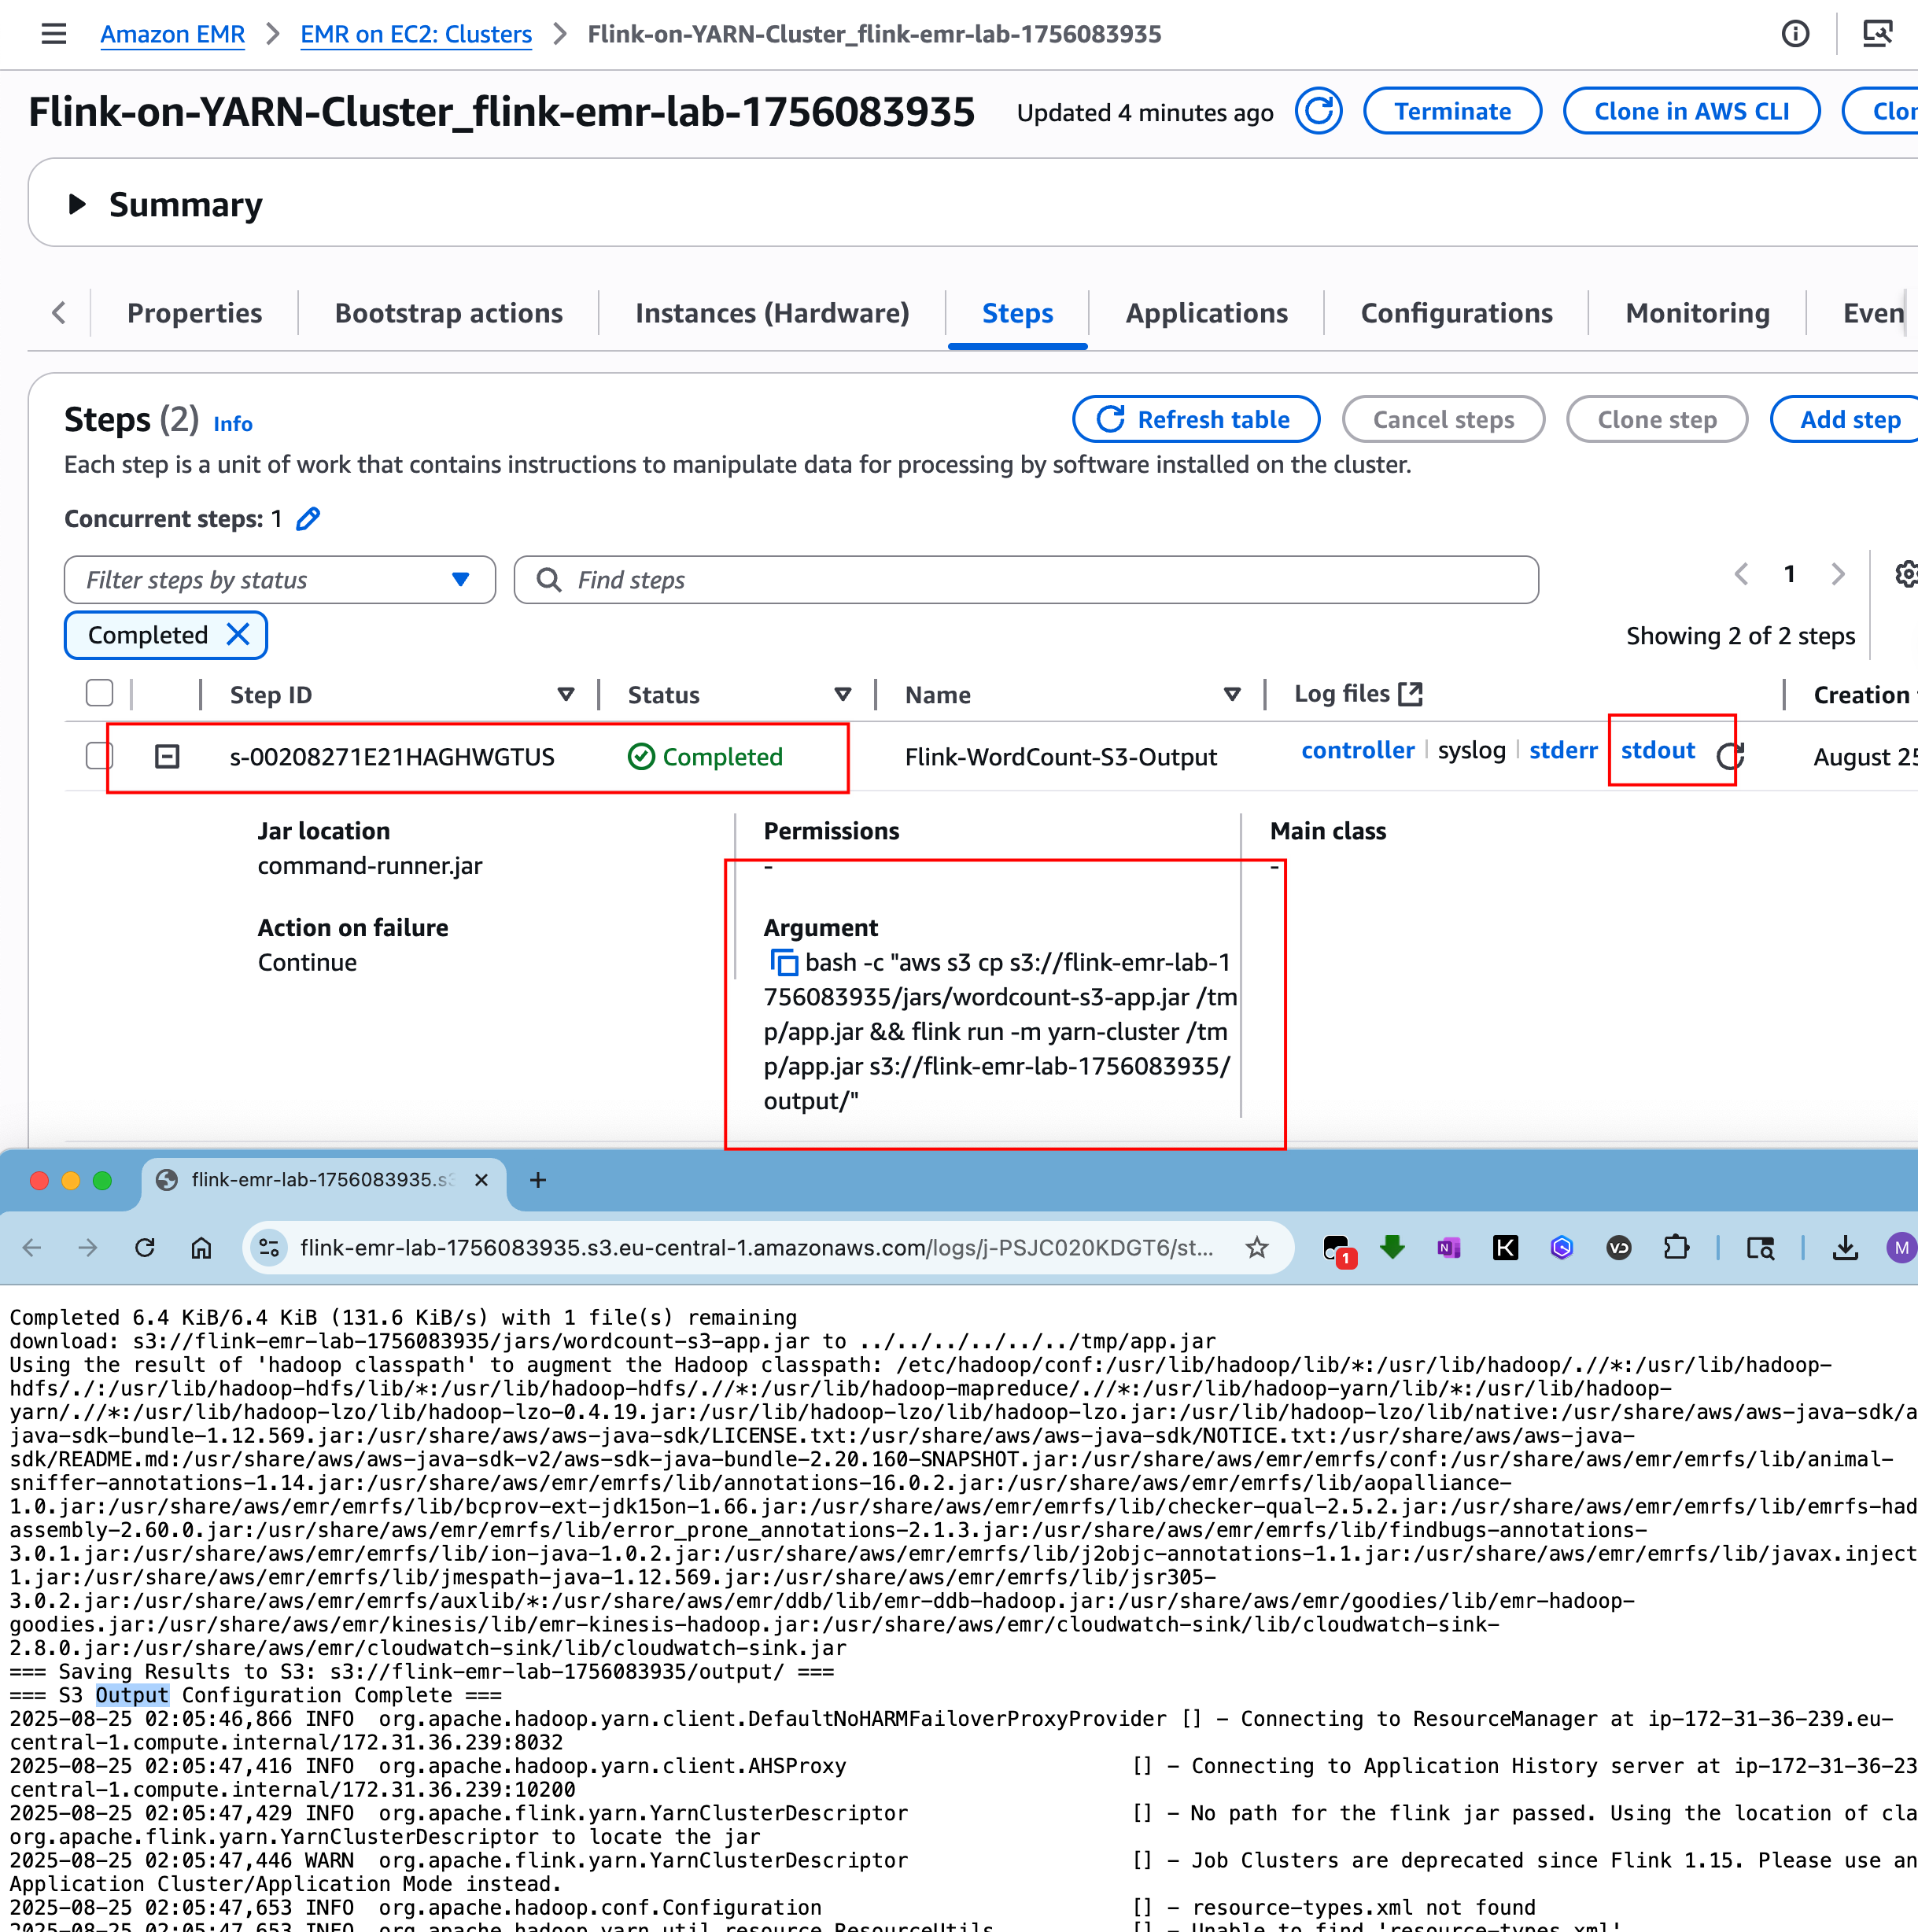 Amazon EMR > EMR on EC2: Clusters > Flink-on-YARN-Cluster_flink-emr-lab-1756083935
Flink-on-YARN-Cluster_flink-emr-lab-1756083935 Updated 4 minutes ago Terminate Clone in AWS CLI
Summary
Properties Bootstrap actions Instances (Hardware) Steps Applications Configurations Monitoring
Steps (2) Info Refresh table Cancel steps Clone step Add step
Each step is a unit of work that contains instructions to manipulate data for processing by software installed on the cluster.
Concurrent steps: 1
Filter steps by status Find steps 1
Completed Showing 2 of 2 steps
Step ID Status Name Log files Creation
s-00208271E21HAGHWGTUS Completed Flink-WordCount-S3-Output controller syslog stderr stdout August 25
Jar location Permissions Main class
command-runner.jar - -
Action on failure Argument
Continue bash -c "aws s3 cp s3://flink-emr-lab-1
756083935/jars/wordcount-s3-app.jar /tm
p/app.jar && flink run -m yarn-cluster /tm
p/app.jar s3://flink-emr-lab-1756083935/
output/"
flink-emr-lab-1756083935.s3
flink-emr-lab-1756083935.s3.eu-central-1.amazonaws.com/logs/j-PSJC020KDGT6/st... 1 N K VD M
Completed 6.4 KiB/6.4 KiB (131.6 KiB/s) with 1 file(s) remaining
download: s3://flink-emr-lab-1756083935/jars/wordcount-s3-app.jar to ../../../../../../tmp/app.jar
Using the result of 'hadoop classpath' to augment the Hadoop classpath: /etc/hadoop/conf:/usr/lib/hadoop/lib/*:/usr/lib/hadoop/.//*:/usr/lib/hadoop-
hdfs/./:/usr/lib/hadoop-hdfs/lib/*:/usr/lib/hadoop-hdfs/.//*:/usr/lib/hadoop-mapreduce/.//*:/usr/lib/hadoop-yarn/lib/*:/usr/lib/hadoop-
yarn/.//*:/usr/lib/hadoop-lzo/lib/hadoop-lzo-0.4.19.jar:/usr/lib/hadoop-lzo/lib/hadoop-lzo.jar:/usr/lib/hadoop-lzo/lib/native:/usr/share/aws/aws-java-sdk/a
java-sdk-bundle-1.12.569.jar:/usr/share/aws/aws-java-sdk/LICENSE.txt:/usr/share/aws/aws-java-sdk/NOTICE.txt:/usr/share/aws/aws-java-
sdk/README.md:/usr/share/aws/aws-java-sdk-v2/aws-sdk-java-bundle-2.20.160-SNAPSHOT.jar:/usr/share/aws/emr/emrfs/conf:/usr/share/aws/emr/emrfs/lib/animal-
sniffer-annotations-1.14.jar:/usr/share/aws/emr/emrfs/lib/annotations-16.0.2.jar:/usr/share/aws/emr/emrfs/lib/aopalliance-
1.0.jar:/usr/share/aws/emr/emrfs/lib/bcprov-ext-jdk15on-1.66.jar:/usr/share/aws/emr/emrfs/lib/checker-qual-2.5.2.jar:/usr/share/aws/emr/emrfs/lib/emrfs-had
assembly-2.60.0.jar:/usr/share/aws/emr/emrfs/lib/error_prone_annotations-2.1.3.jar:/usr/share/aws/emr/emrfs/lib/findbugs-annotations-
3.0.1.jar:/usr/share/aws/emr/emrfs/lib/ion-java-1.0.2.jar:/usr/share/aws/emr/emrfs/lib/j2objc-annotations-1.1.jar:/usr/share/aws/emr/emrfs/lib/javax.inject
1.jar:/usr/share/aws/emr/emrfs/lib/jmespath-java-1.12.569.jar:/usr/share/aws/emr/emrfs/lib/jsr305-
3.0.2.jar:/usr/share/aws/emr/emrfs/auxlib/*:/usr/share/aws/emr/ddb/lib/emr-ddb-hadoop.jar:/usr/share/aws/emr/goodies/lib/emr-hadoop-
goodies.jar:/usr/share/aws/emr/kinesis/lib/emr-kinesis-hadoop.jar:/usr/share/aws/emr/cloudwatch-sink/lib/cloudwatch-sink-
2.8.0.jar:/usr/share/aws/emr/cloudwatch-sink/lib/cloudwatch-sink.jar
=== Saving Results to S3: s3://flink-emr-lab-1756083935/output/ ===
=== S3 Output Configuration Complete ===
2025-08-25 02:05:46,866 INFO org.apache.hadoop.yarn.client.DefaultNoHARMFailoverProxyProvider [] - Connecting to ResourceManager at ip-172-31-36-239.eu-
central-1.compute.internal/172.31.36.239:8032
2025-08-25 02:05:47,416 INFO org.apache.hadoop.yarn.client.AHSProxy [] - Connecting to Application History server at ip-172-31-36-23
central-1.compute.internal/172.31.36.239:10200
2025-08-25 02:05:47,429 INFO org.apache.flink.yarn.YarnClusterDescriptor [] - No path for the flink jar passed. Using the location of cla
org.apache.flink.yarn.YarnClusterDescriptor to locate the jar
2025-08-25 02:05:47,446 WARN org.apache.flink.yarn.YarnClusterDescriptor [] - Job Clusters are deprecated since Flink 1.15. Please use an
Application Cluster/Application Mode instead.
2025-08-25 02:05:47,653 INFO org.apache.hadoop.conf.Configuration [] - resource-types.xml not found
2025-08-25 02:05:47,653 INFO org.apache.hadoop.yarn.util.resource.ResourceUtils [] - Unable to find 'resource-types.xml'.